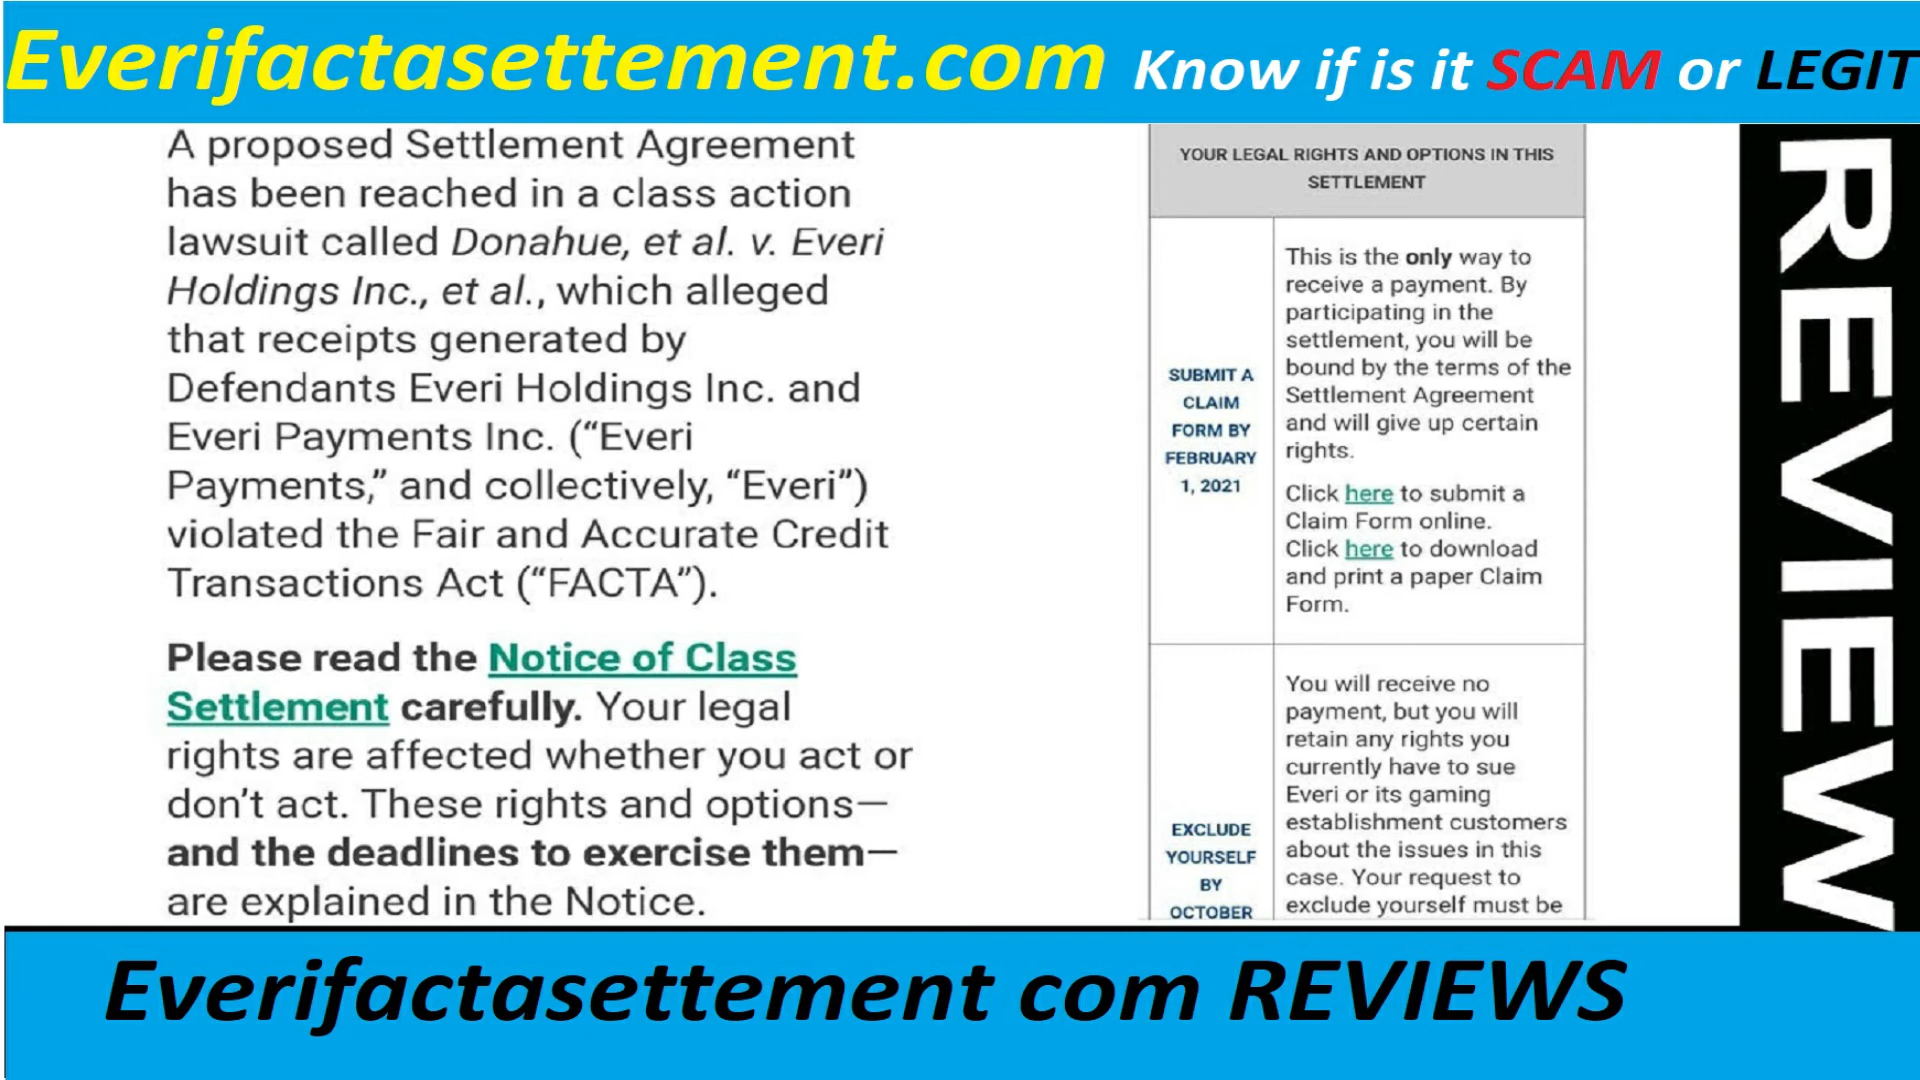 Everifactasettement.com Know if is it SCAM or LEGIT
A proposed Settlement Agreement
has been reached in a class action
lawsuit called Donahue, et al. v. Everi
Holdings Inc., et al., which alleged
that receipts generated by
Defendants Everi Holdings Inc. and
Everi Payments Inc. (“Everi
Payments,” and collectively, “Everi”)
violated the Fair and Accurate Credit
Transactions Act (“FACTA”).
Please read the Notice of Class
Settlement carefully. Your legal
rights are affected whether you act or
don’t act. These rights and options—
and the deadlines to exercise them—
are explained in the Notice.
YOUR LEGAL RIGHTS AND OPTIONS IN THIS
SETTLEMENT
SUBMIT A
CLAIM
FORM BY
FEBRUARY
1, 2021
This is the only way to
receive a payment. By
participating in the
settlement, you will be
bound by the terms of the
Settlement Agreement
and will give up certain
rights.
Click here to submit a
Claim Form online.
Click here to download
and print a paper Claim
Form.
EXCLUDE
YOURSELF
BY
OCTOBER
You will receive no
payment, but you will
retain any rights you
currently have to sue
Everi or its gaming
establishment customers
about the issues in this
case. Your request to
exclude yourself must be
REVIEW
Everifactasettement com REVIEWS